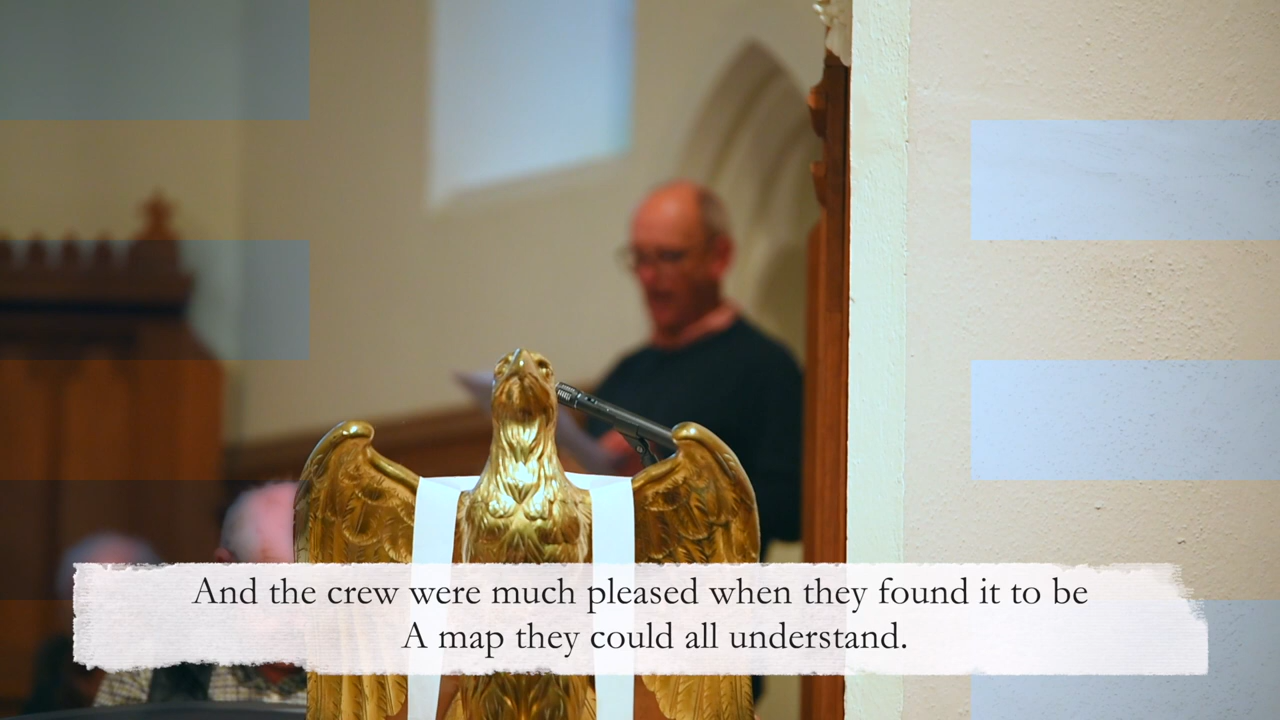 And the crew were much pleased when they found it to be
A map they could all understand.